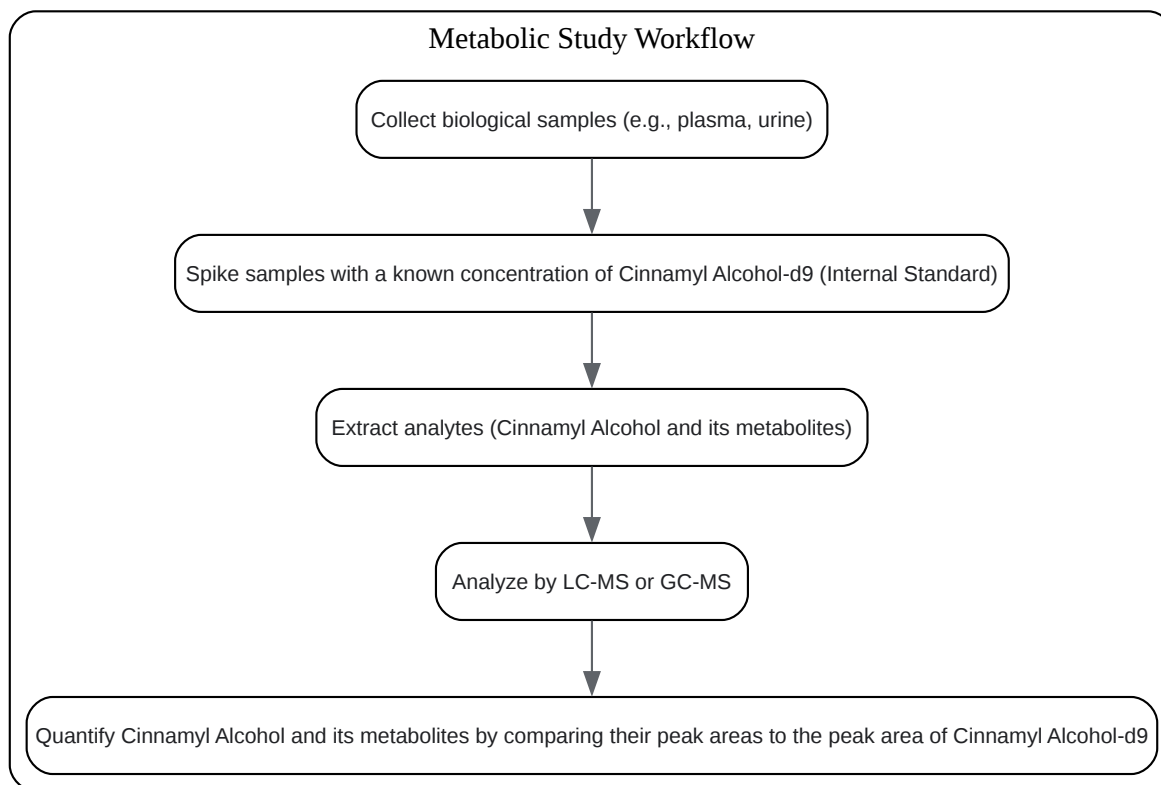 Metabolic Study Workflow
Collect biological samples (e.g., plasma, urine)
Spike samples with a known concentration of Cinnamyl Alcohol-d9 (Internal Standard)
Extract analytes (Cinnamyl Alcohol and its metabolites)
Analyze by LC-MS or GC-MS
Quantify Cinnamyl Alcohol and its metabolites by comparing their peak areas to the peak area of Cinnamyl Alcohol-d9